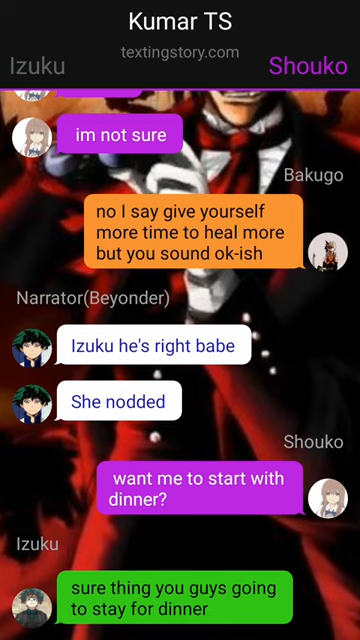 Kumar TS
textingstory.com
Izuku
Shouko
im not sure
Bakugo
no I say give yourself
more time to heal more
but you sound ok-ish
Narrator(Beyonder)
Izuku he's right babe
She nodded
Shouko
want me to start with
dinner?
Izuku
sure thing you guys going
to stay for dinner